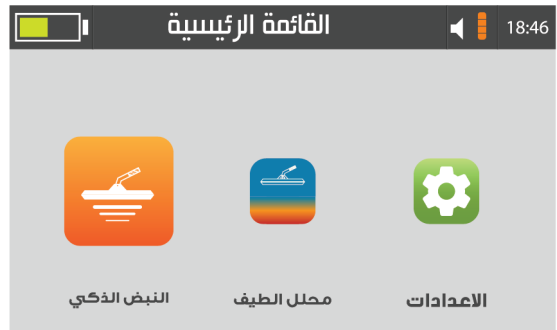 القائمة الرئيسية
18:46
الاعدادات
محلل الطيف
النبض الذكي